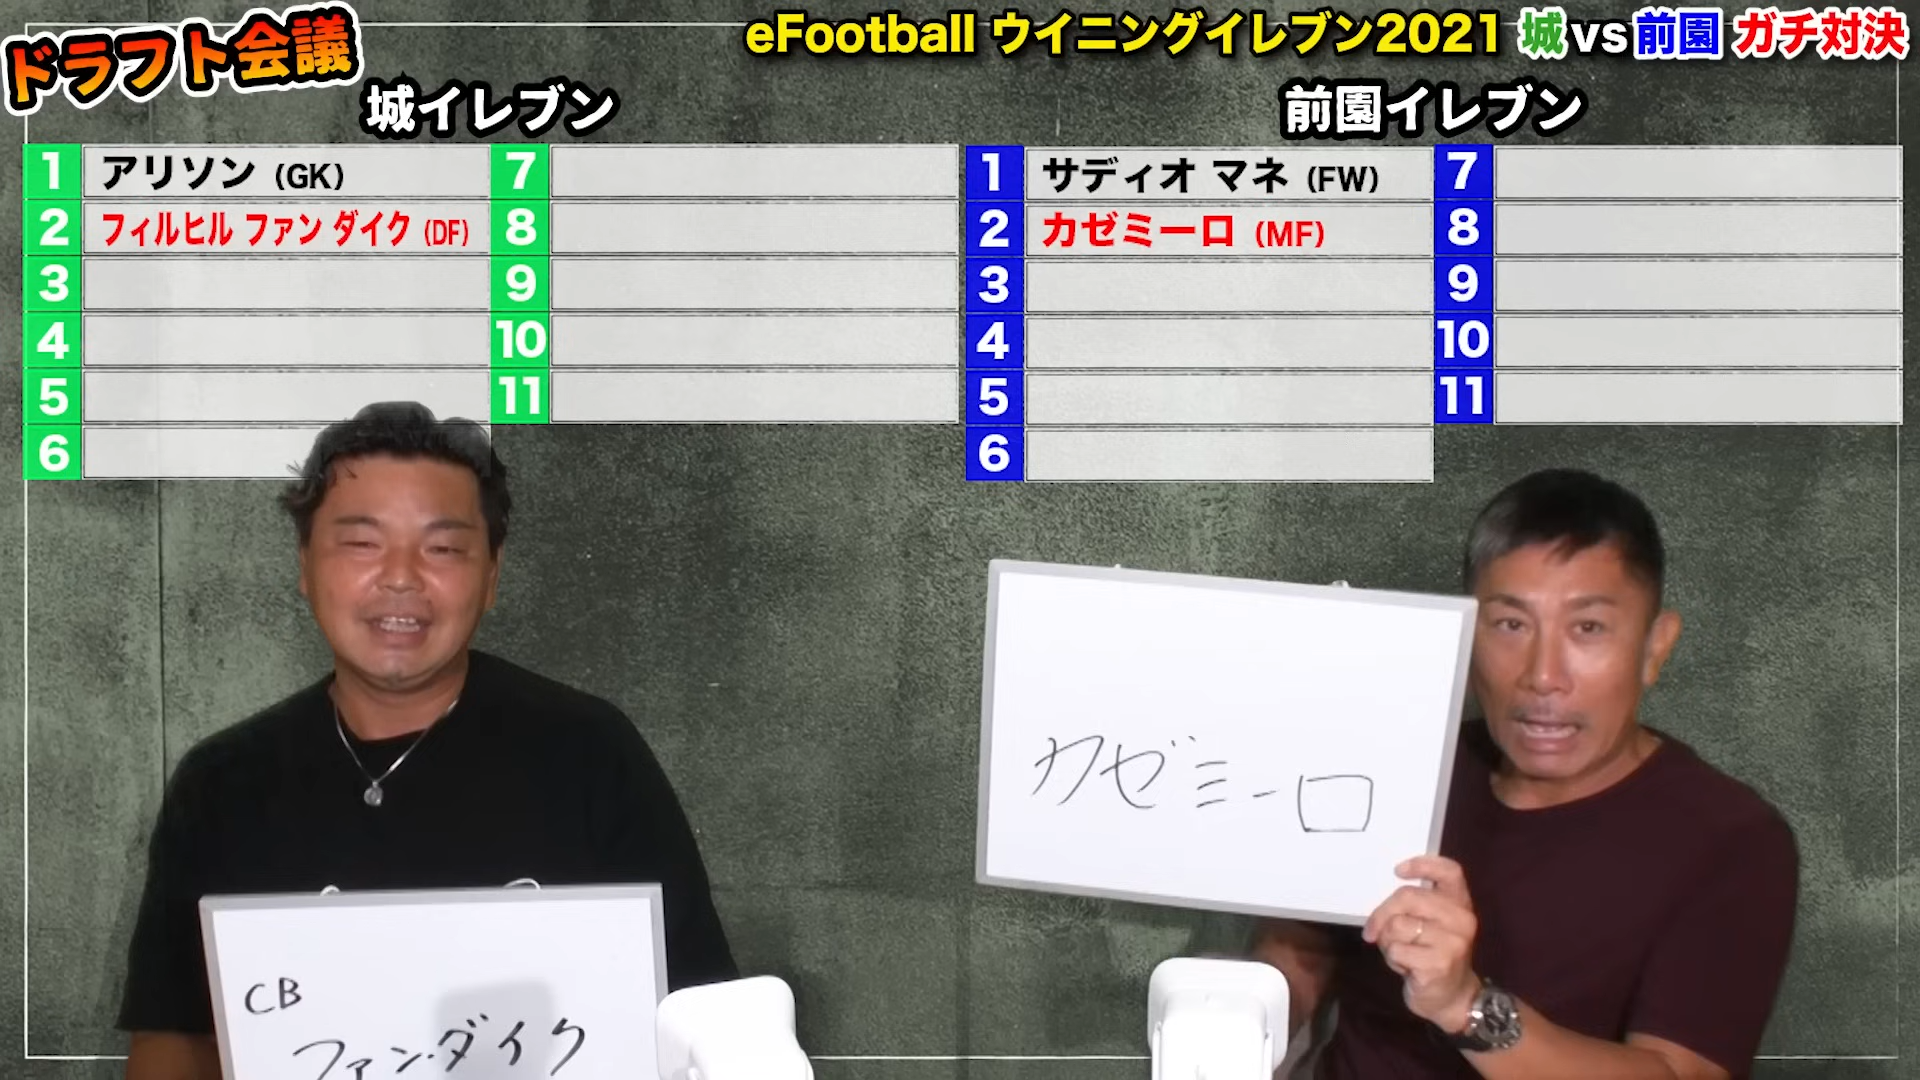 ドラフト会議
eFootball ウイニングイレブン2021 城vs前園 ガチ対決
城イレブン
1 アリソン (GK)
2 フィルヒル ファン ダイク (DF)
3
4
5
6
7
8
9
10
11
前園イレブン
1 サディオ マネ (FW)
2 カゼミーロ (MF)
3
4
5
6
7
8
9
10
11
カゼミーロ
CB
ファン・ダイク